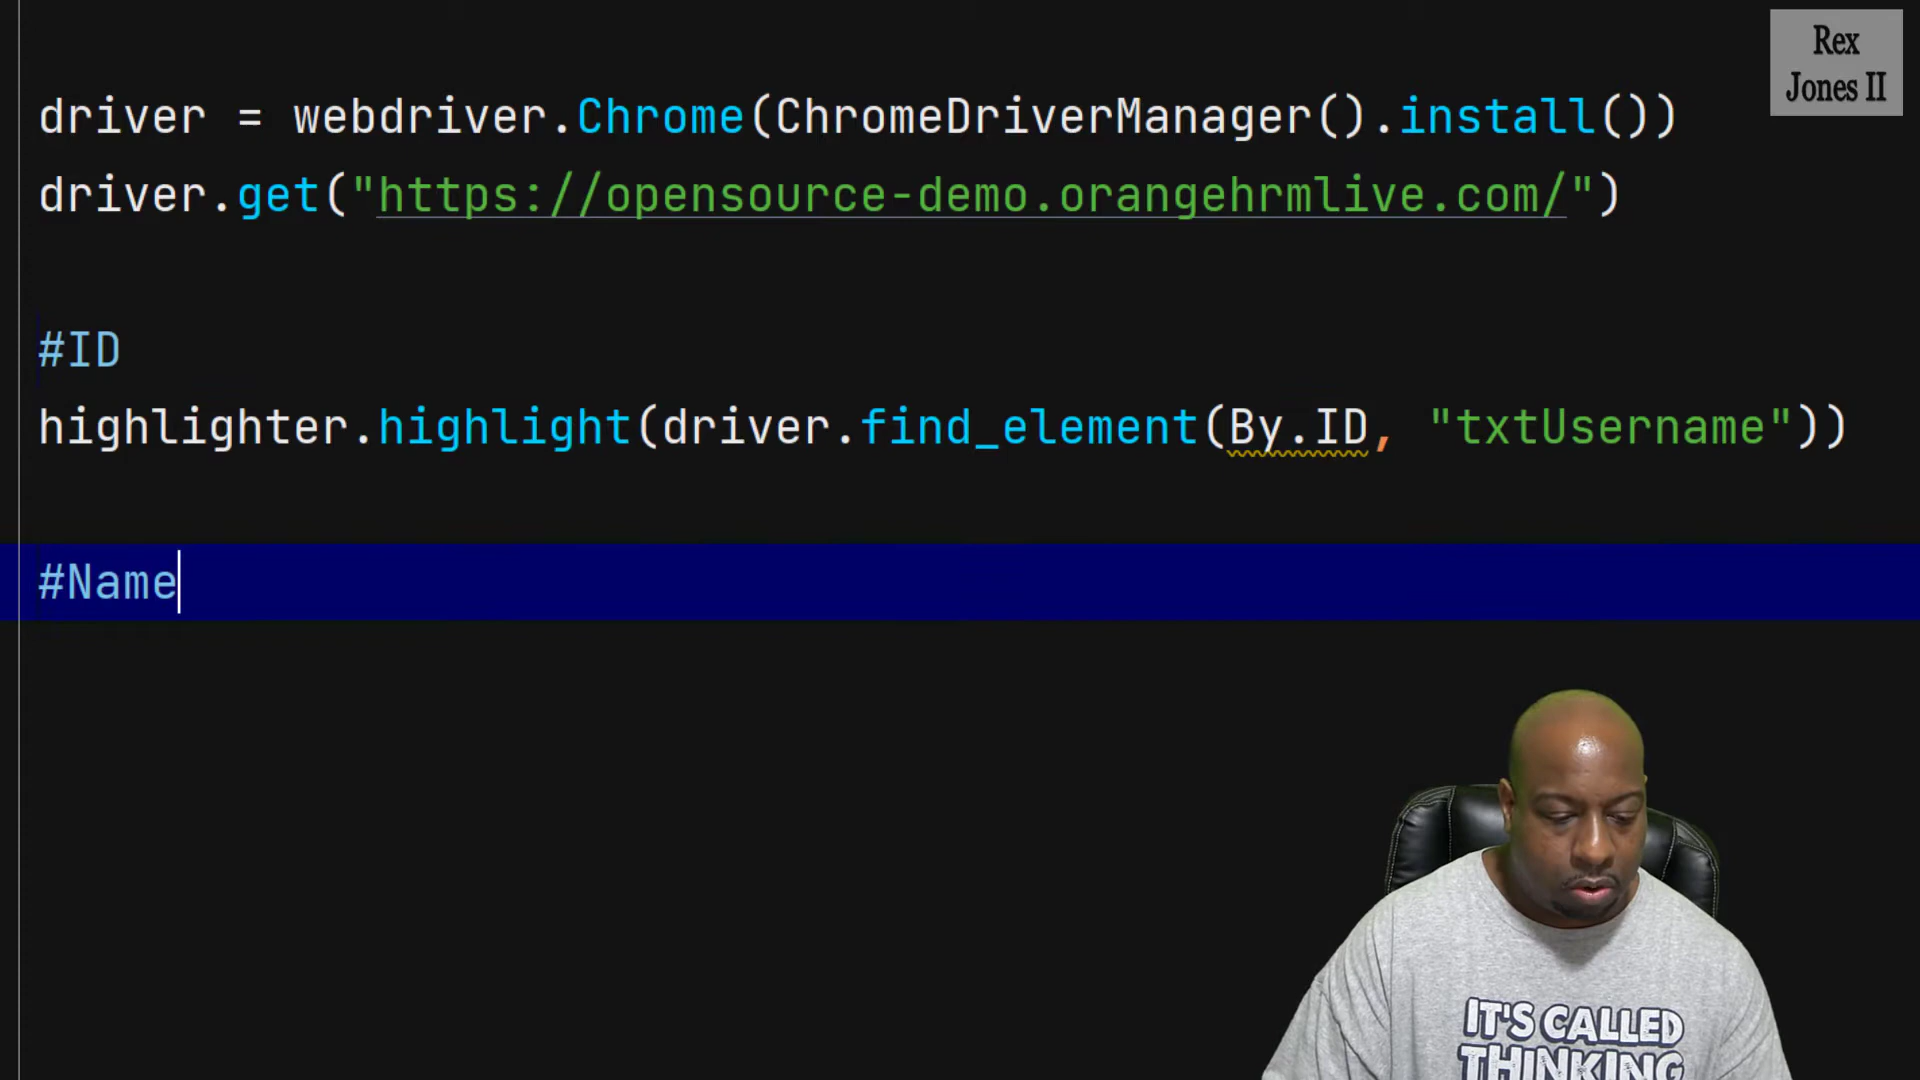 Rex
Jones II
driver = webdriver.Chrome(ChromeDriverManager().install())
driver.get("https://opensource-demo.orangehrmlive.com/")
#ID
highlighter.highlight(driver.find_element(By.ID, "txtUsername"))
#Name
IT'S CALLED
THINKING